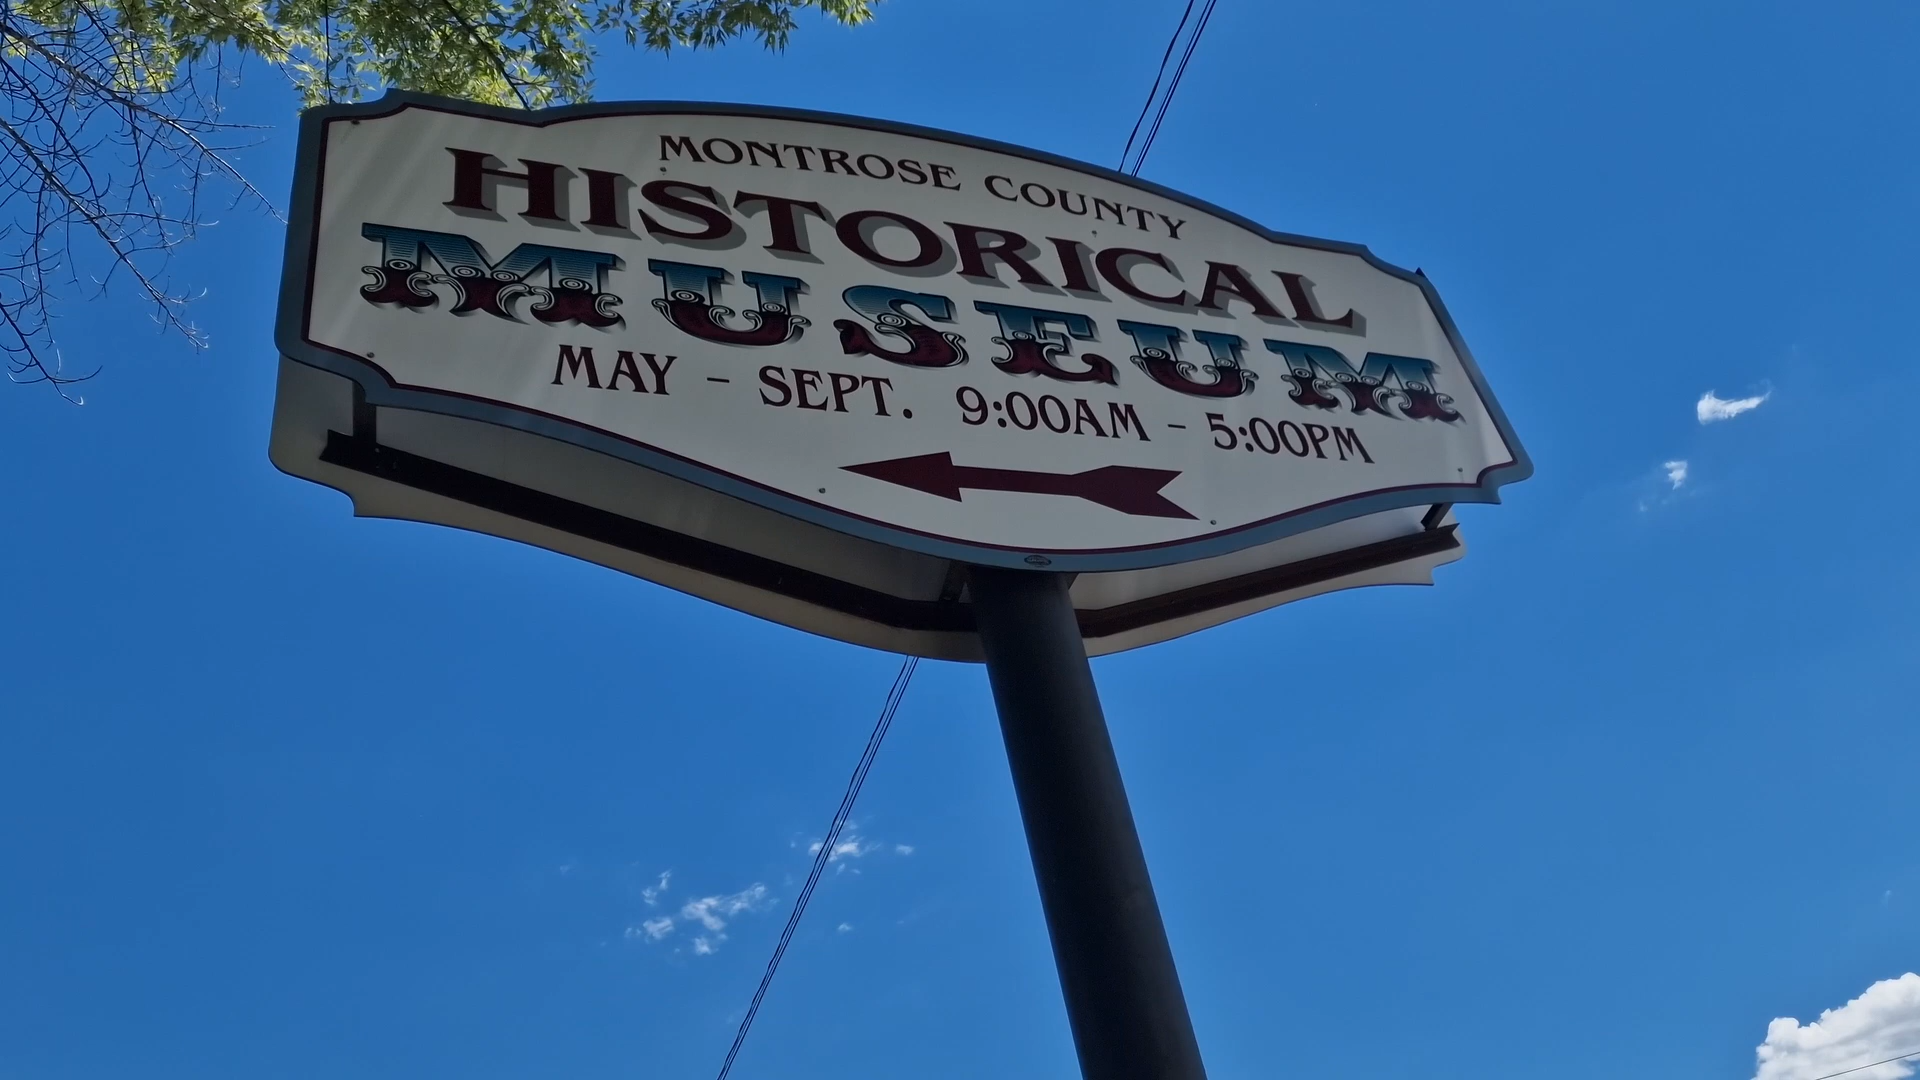 MONTROSE COUNTY
HISTORICAL
MUSEUM
MAY - SEPT. 9:00AM - 5:00PM